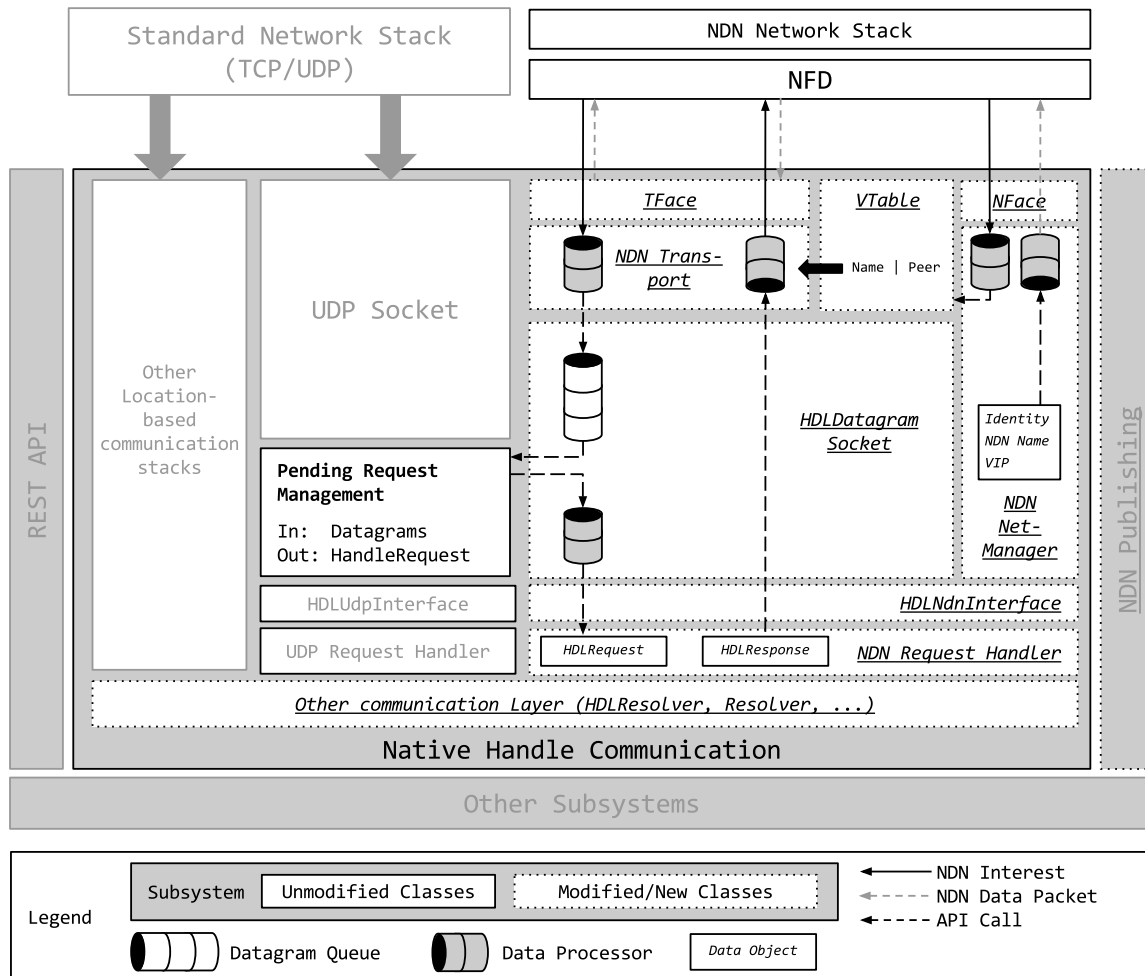 Standard Network Stack
(TCP/UDP)
NDN Network Stack
NFD
REST API
NDN Publishing
Other
Location-
based
communication
stacks
UDP Socket
TFace
VTable
NFace
NDN Trans-
port
Name | Peer
HDLDatagram
Socket
Identity
NDN Name
VIP
NDN
Net-
Manager
Pending Request
Management
In: Datagrams
Out: HandleRequest
HDLUdpInterface
HDLNdnInterface
UDP Request Handler
HDLRequest
HDLResponse
NDN Request Handler
Other communication Layer (HDLResolver, Resolver, ...)
Native Handle Communication
Other Subsystems
Legend
Subsystem
Unmodified Classes
Modified/New Classes
NDN Interest
NDN Data Packet
API Call
Datagram Queue
Data Processor
Data Object